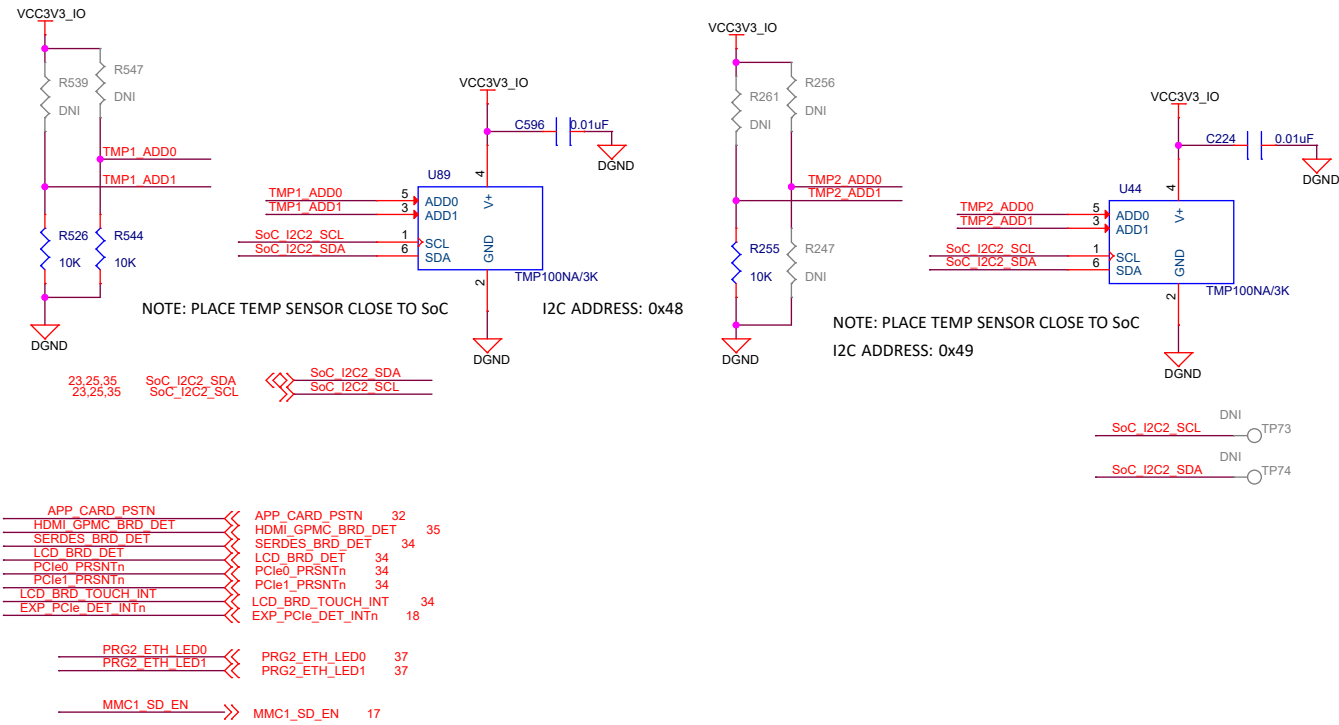 VCC3V3_IO
R539
DNI
R547
DNI
TMP1_ADD0
TMP1_ADD1
R526
10K
R544
10K
DGND
VCC3V3_IO
C596
0.01uF
DGND
U89
TMP1_ADD0 5 ADD0
TMP1_ADD1 3 ADD1
SoC_I2C2_SCL 1 SCL
SoC_I2C2_SDA 6 SDA
4
V+
GND
2
TMP100NA/3K
DGND
NOTE: PLACE TEMP SENSOR CLOSE TO SoC
I2C ADDRESS: 0x48
VCC3V3_IO
R261
DNI
R256
DNI
TMP2_ADD0
TMP2_ADD1
R255
10K
R247
DNI
DGND
VCC3V3_IO
C224
0.01uF
DGND
U44
TMP2_ADD0 5 ADD0
TMP2_ADD1 3 ADD1
SoC_I2C2_SCL 1 SCL
SoC_I2C2_SDA 6 SDA
4
V+
GND
2
TMP100NA/3K
DGND
NOTE: PLACE TEMP SENSOR CLOSE TO SoC
I2C ADDRESS: 0x49
23,25,35 SoC_I2C2_SDA SoC_I2C2_SDA
23,25,35 SoC_I2C2_SCL SoC_I2C2_SCL
DNI
SoC_I2C2_SCL TP73
DNI
SoC_I2C2_SDA TP74
APP_CARD_PSTN APP_CARD_PSTN 32
HDMI_GPMC_BRD_DET HDMI_GPMC_BRD_DET 35
SERDES_BRD_DET SERDES_BRD_DET 34
LCD_BRD_DET LCD_BRD_DET 34
PCIe0_PRSNTn PCIe0_PRSNTn 34
PCIe1_PRSNTn PCIe1_PRSNTn 34
LCD_BRD_TOUCH_INT LCD_BRD_TOUCH_INT 34
EXP_PCIe_DET_INTn EXP_PCIe_DET_INTn 18
PRG2_ETH_LED0 PRG2_ETH_LED0 37
PRG2_ETH_LED1 PRG2_ETH_LED1 37
MMC1_SD_EN MMC1_SD_EN 17